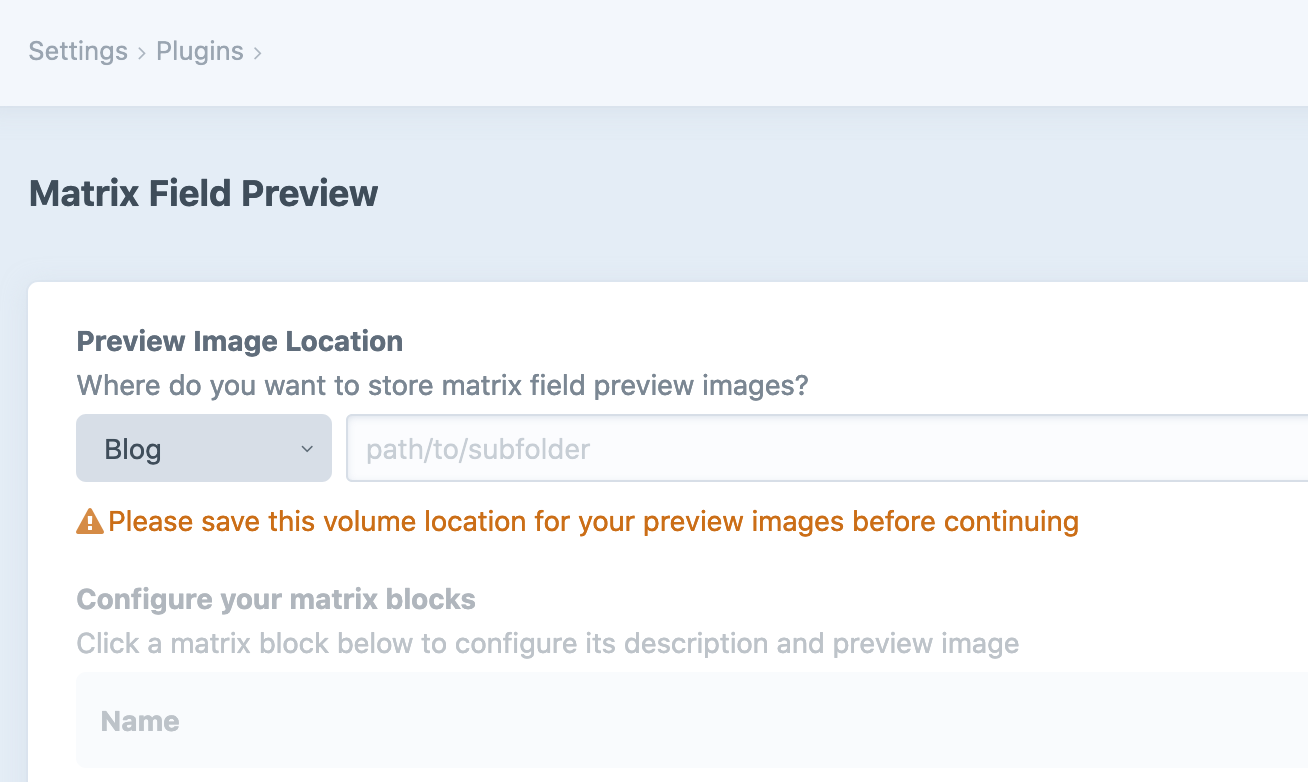 Settings › Plugins ›
Matrix Field Preview
Preview Image Location
Where do you want to store matrix field preview images?
Blog path/to/subfolder
Please save this volume location for your preview images before continuing
Configure your matrix blocks
Click a matrix block below to configure its description and preview image
Name